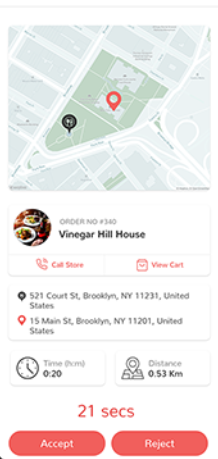 ORDER NO #340
Vinegar Hill House
Call Store
View Cart
521 Court St, Brooklyn, NY 11231, United
States
15 Main St, Brooklyn, NY 11201, United
States
Time (h:m)
0:20
Distance
0.53 Km
21 secs
Accept
Reject